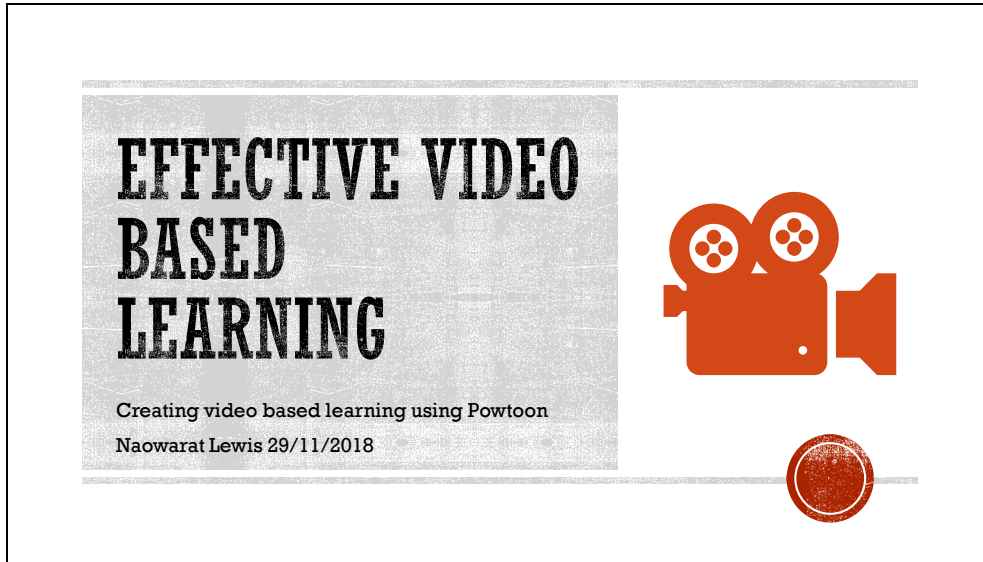 EFFECTIVE VIDEO
BASED
LEARNING
Creating video based learning using Powtoon
Naowarat Lewis 29/11/2018